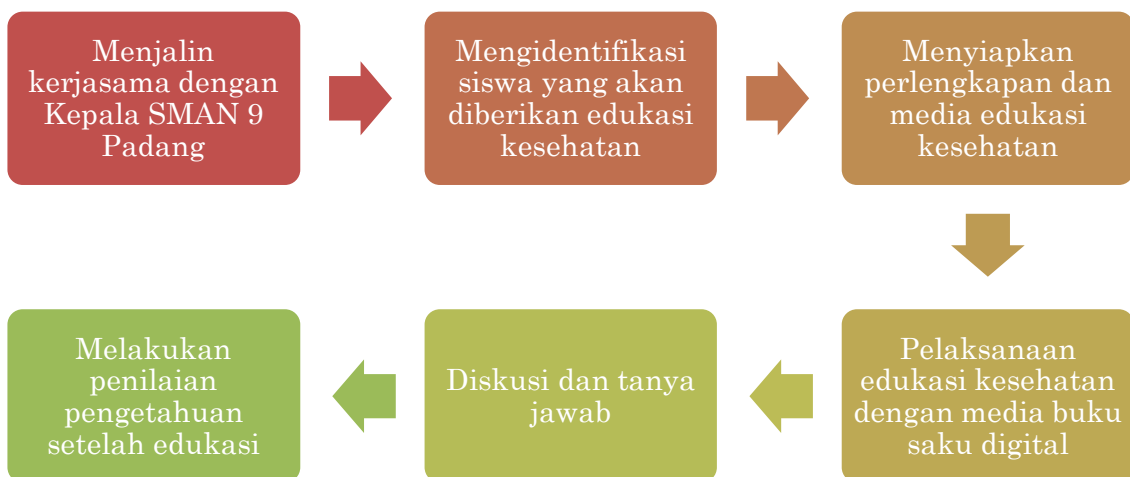 Menjalin
kerjasama dengan
Kepala SMAN 9
Padang
Mengidentifikasi
siswa yang akan
diberikan edukasi
kesehatan
Menyiapkan
perlengkapan dan
media edukasi
kesehatan
Pelaksanaan
edukasi kesehatan
dengan media buku
saku digital
Diskusi dan tanya
jawab
Melakukan
penilaian
pengetahuan
setelah edukasi